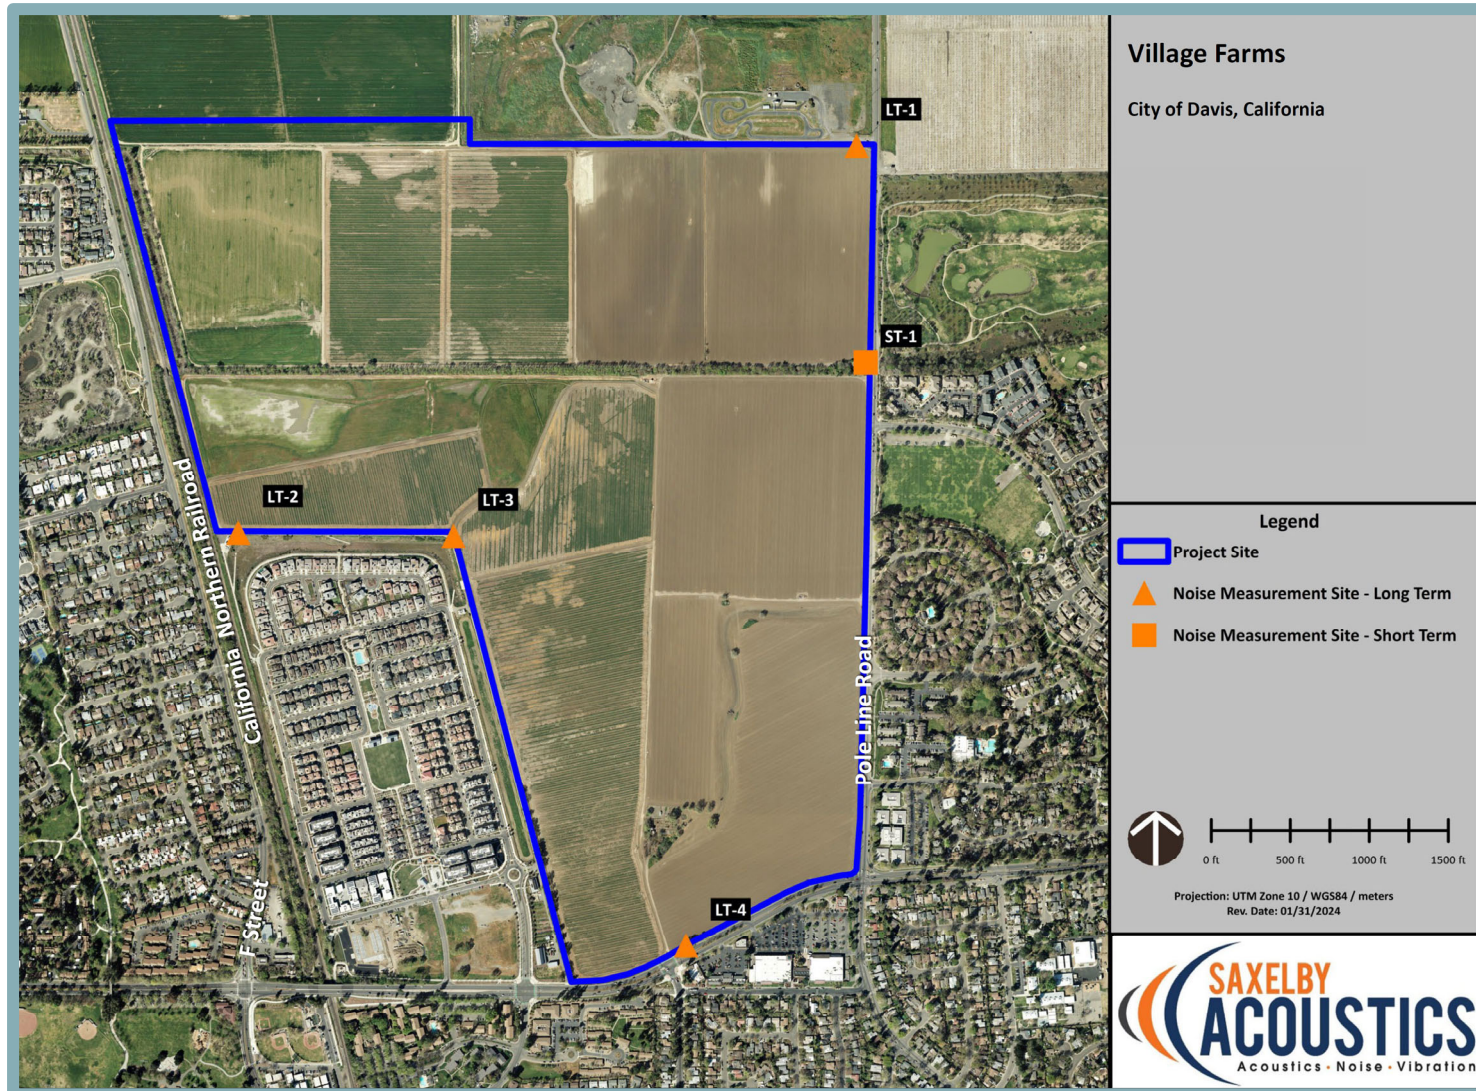 Village Farms
City of Davis, California
LT-1
ST-1
LT-2
LT-3
LT-4
California Northern Railroad
Pole Line Road
F Street
Legend
Project Site
Noise Measurement Site - Long Term
Noise Measurement Site - Short Term
0 ft 500 ft 1000 ft 1500 ft
Projection: UTM Zone 10 / WGS84 / meters
Rev. Date: 01/31/2024
SAXELBY
ACOUSTICS
Acoustics · Noise · Vibration